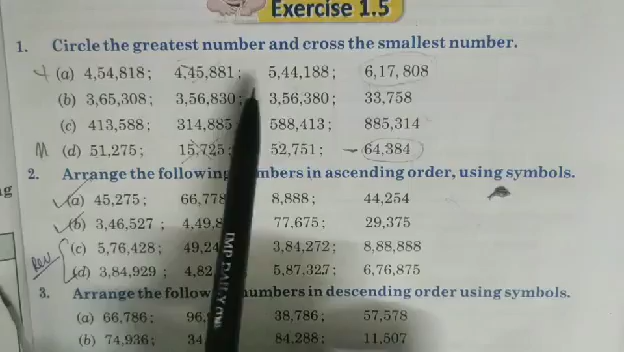 Exercise 1.5
1. Circle the greatest number and cross the smallest number.
(a) 4,54,818; 4,45,881; 5,44,188; 6,17,808
(b) 3,65,308; 3,56,830; 3,56,380; 33,758
(c) 413,588; 314,885 588,413; 885,314
M (d) 51,275; 15,725; 52,751; 64,384
2. Arrange the following numbers in ascending order, using symbols.
(a) 45,275; 66,778 8,888; 44,254
(b) 3,46,527; 77,675; 29,375
Rev (c) 5,76,428; 3,84,272; 8,88,888
(d) 3,84,929; 5,87,327; 6,76,875
3. Arrange the numbers in descending order using symbols.
(a) 66,786; 38,786; 57,578
(b) 74,936; 84,288; 11,507
IMP DAILY